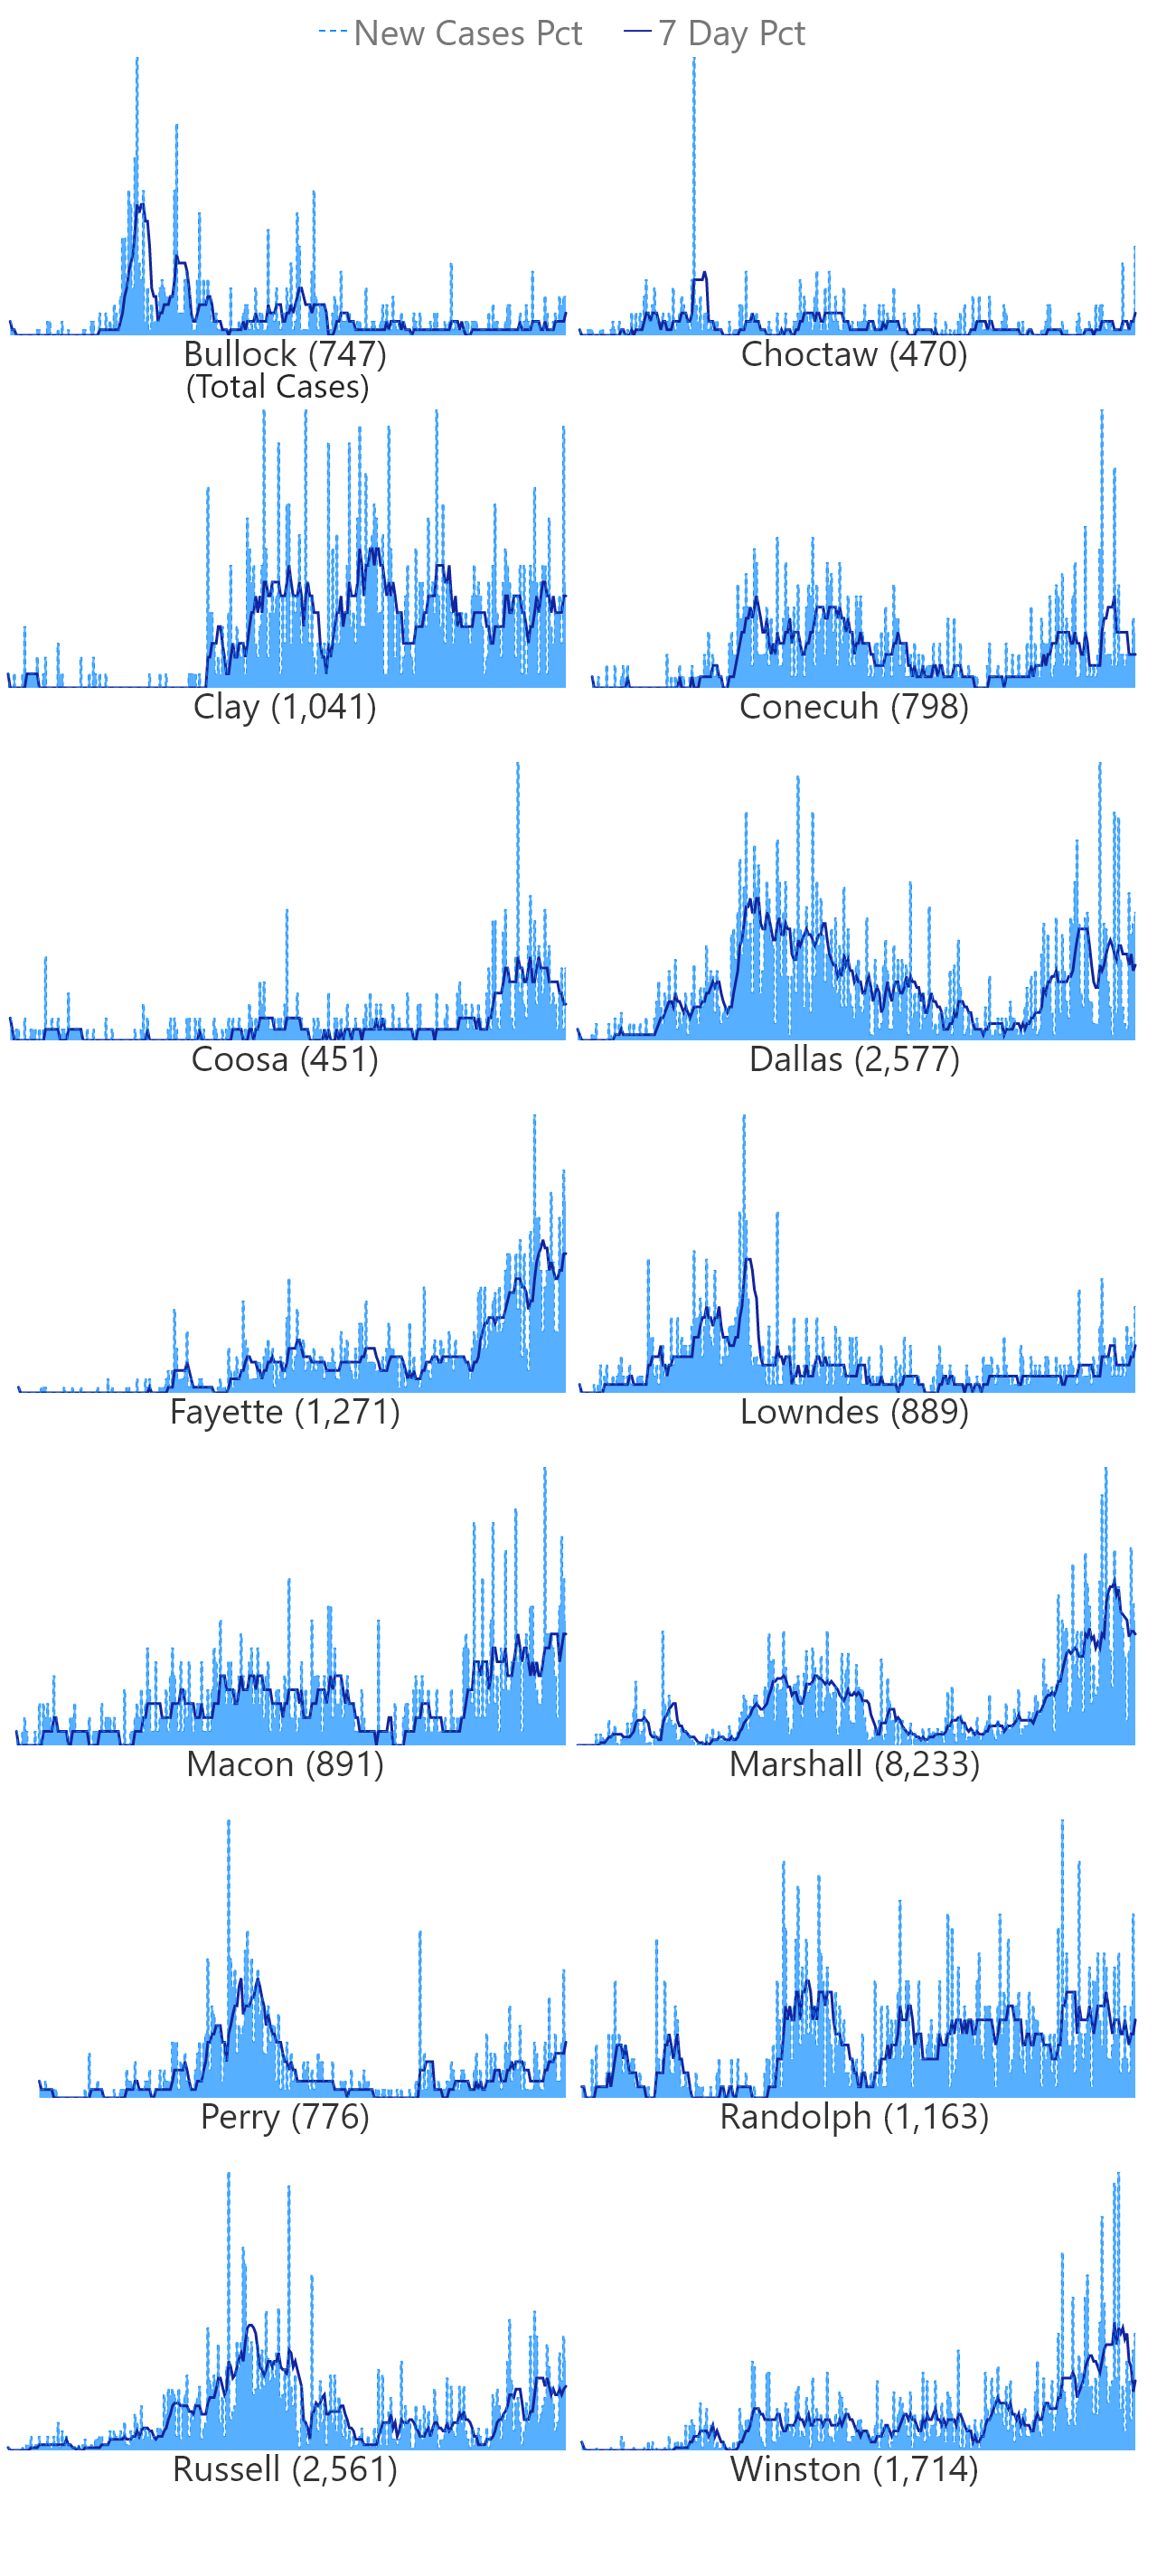 New Cases Pct 7 Day Pct
Bullock (747) Choctaw (470)
(Total Cases)
Clay (1,041) Conecuh (798)
Coosa (451) Dallas (2,577)
Fayette (1,271) Lowndes (889)
Macon (891) Marshall (8,233)
Perry (776) Randolph (1,163)
Russell (2,561) Winston (1,714)